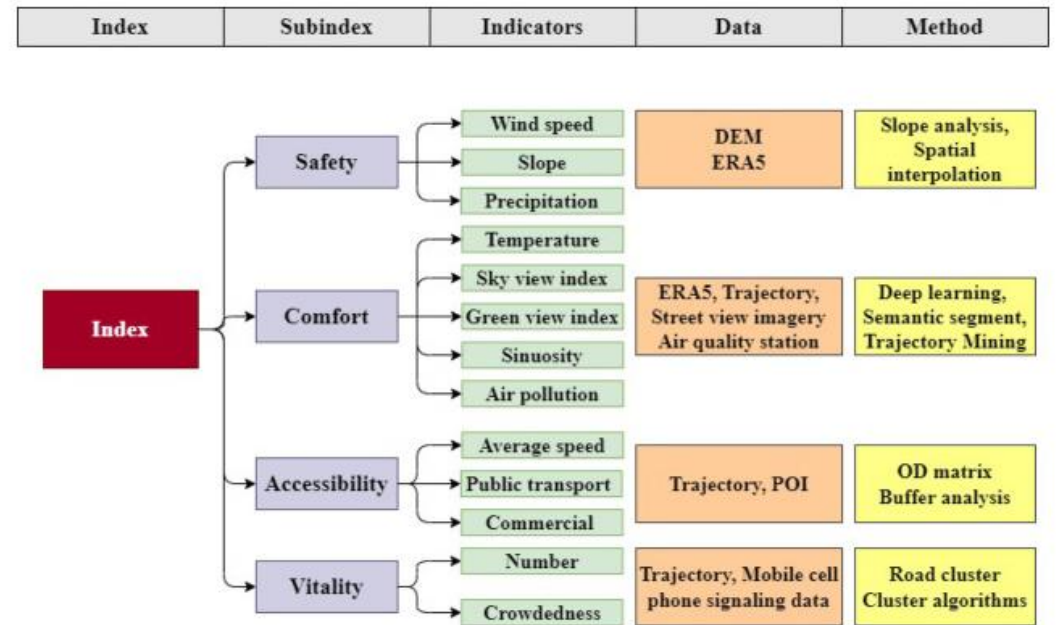 Index
Subindex
Indicators
Data
Method
Index
Safety
Wind speed
Slope
Precipitation
DEM
ERA5
Slope analysis,
Spatial
interpolation
Comfort
Temperature
Sky view index
Green view index
Sinuosity
Air pollution
ERA5, Trajectory,
Street view imagery
Air quality station
Deep learning,
Semantic segment,
Trajectory Mining
Accessibility
Average speed
Public transport
Commercial
Trajectory, POI
OD matrix
Buffer analysis
Vitality
Number
Crowdedness
Trajectory, Mobile cell
phone signaling data
Road cluster
Cluster algorithms